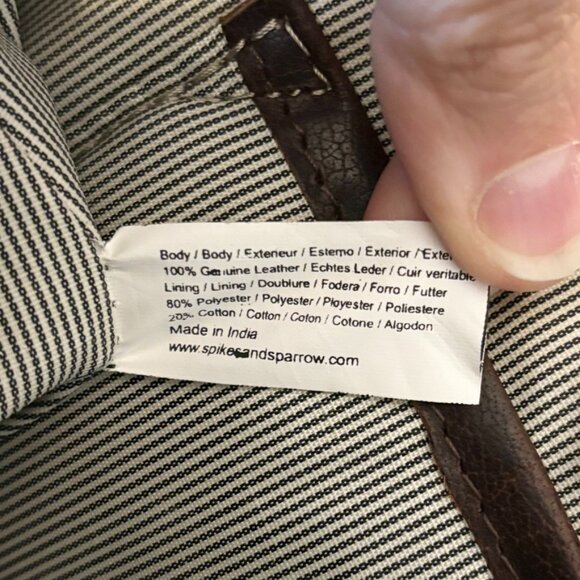 Body / Body / Exterieur / Esterno / Exterior /
100% Genuine Leather / Echtes Leder / Cuir veritable
Lining / Lining / Doublure / Fodera / Forro / Futter
80% Polyester / Polyester / Ployester / Poliestere
20% Cotton / Cotton / Coton / Cotone / Algodon
Made in India
www.spikesandsparrow.com